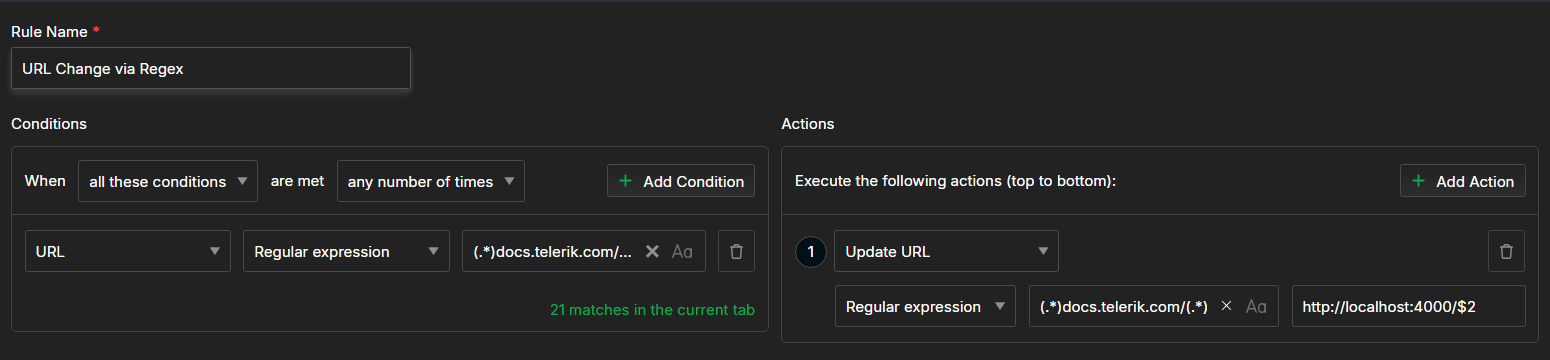 Rule Name *
URL Change via Regex
Conditions
When all these conditions are met any number of times + Add Condition
URL Regular expression (.*)docs.telerik.com/... Aa
21 matches in the current tab
Actions
Execute the following actions (top to bottom): + Add Action
1 Update URL
Regular expression (.*)docs.telerik.com/(.*) Aa http://localhost:4000/$2